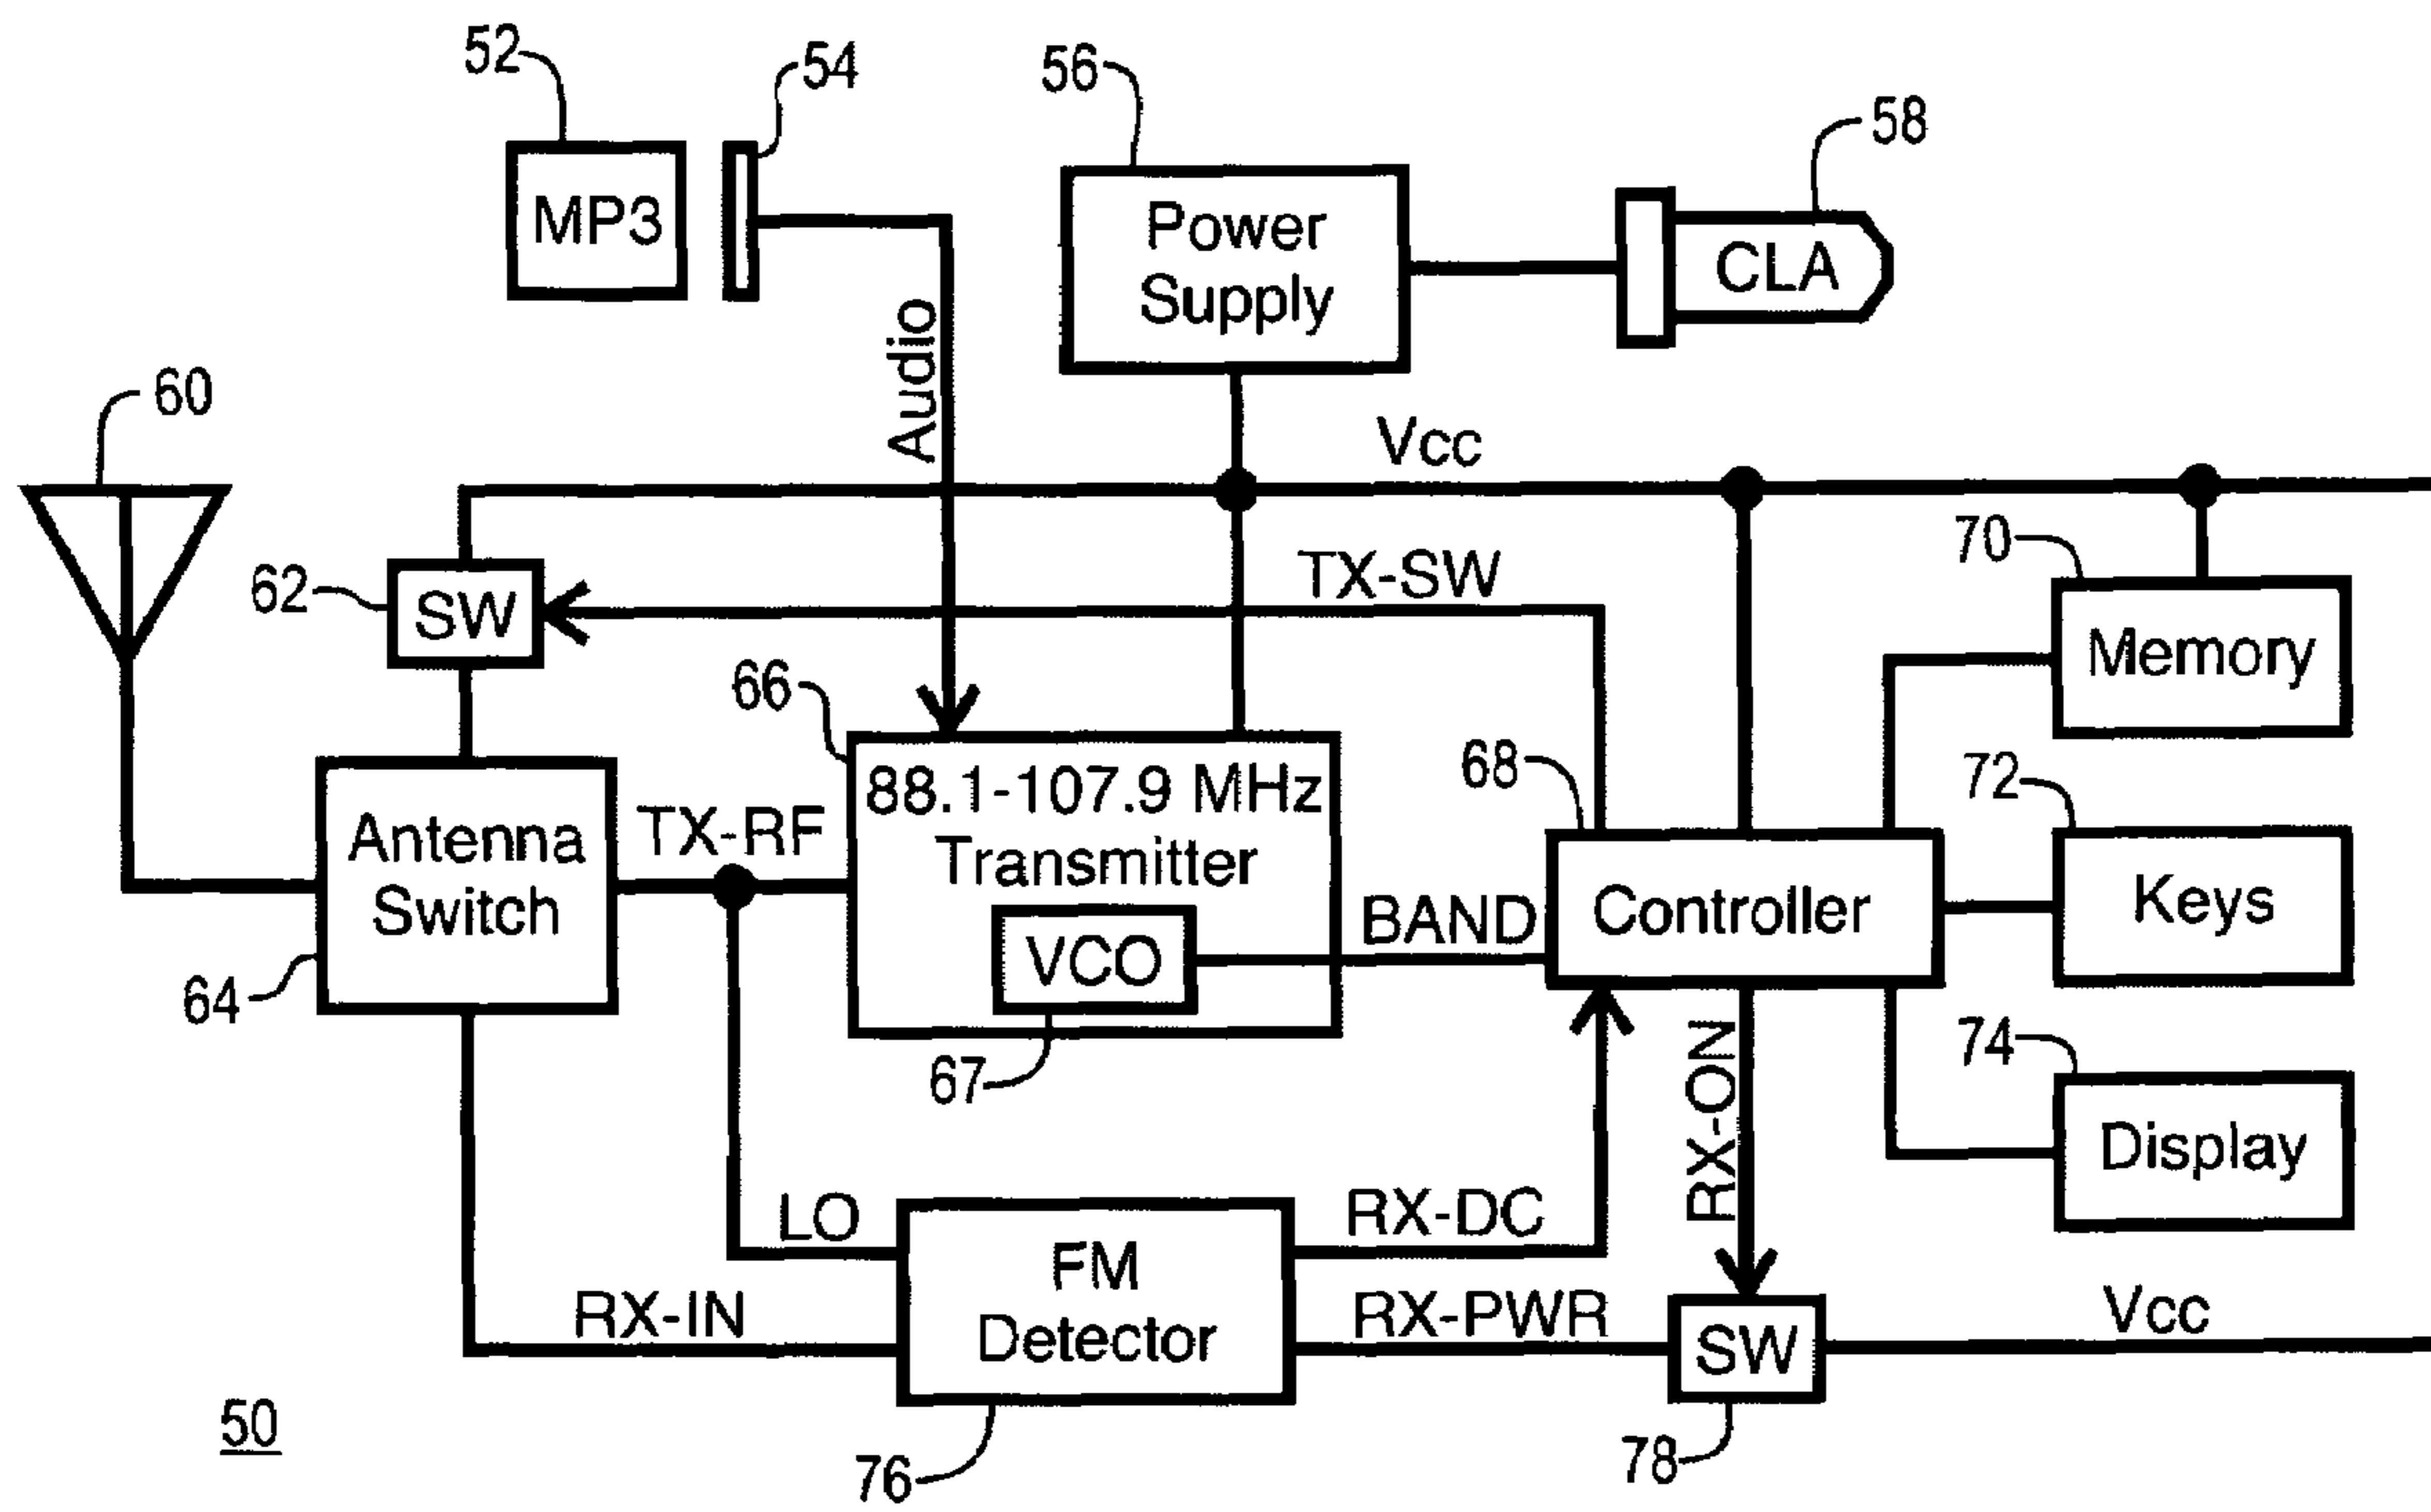 52
54
56
58
MP3
Power
Supply
CLA
Audio
60
Vcc
70
62
SW
TX-SW
Memory
66
68
72
88.1-107.9 MHz
Transmitter
Antenna
Switch
TX-RF
BAND
Controller
Keys
VCO
64
67
74
RX-ON
Display
LO
RX-DC
FM
Detector
RX-IN
RX-PWR
SW
Vcc
50
76
78